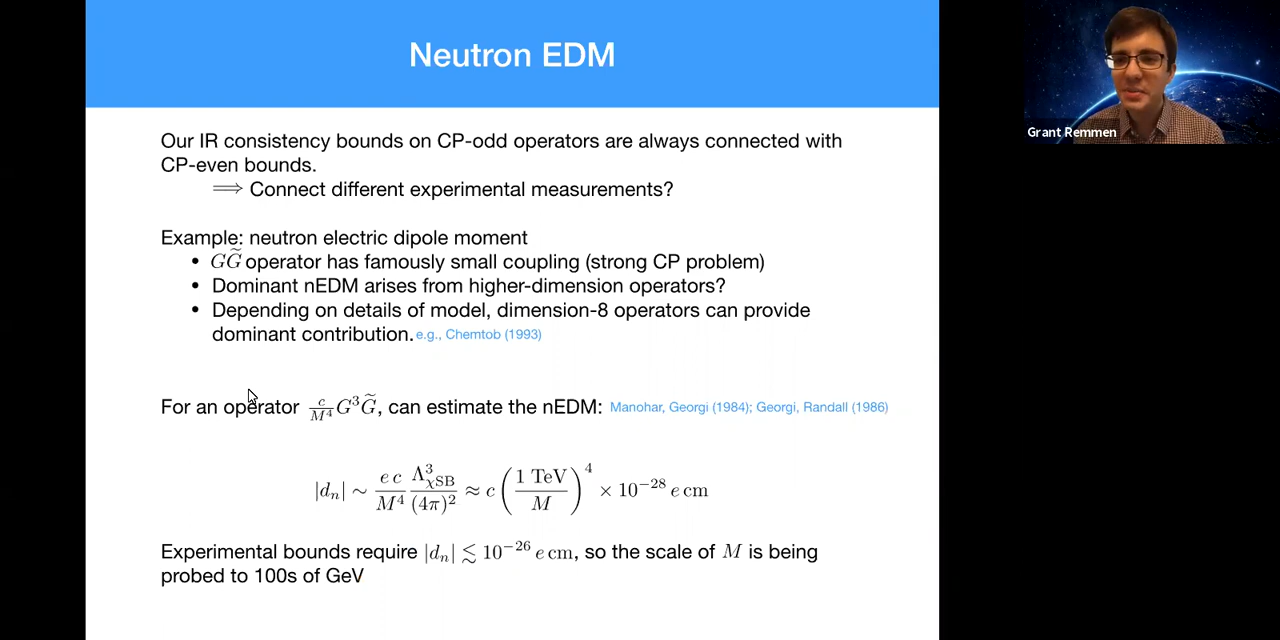 Neutron EDM
Grant Remmen
Our IR consistency bounds on CP-odd operators are always connected with
CP-even bounds.
⟹ Connect different experimental measurements?
Example: neutron electric dipole moment
• GG̃ operator has famously small coupling (strong CP problem)
• Dominant nEDM arises from higher-dimension operators?
• Depending on details of model, dimension-8 operators can provide
dominant contribution. e.g., Chemtob (1993)
For an operator c/M⁴ G³G̃, can estimate the nEDM: Manohar, Georgi (1984); Georgi, Randall (1986)
|dₙ| ∼ (e c / M⁴) (Λ³_χSB / (4π)²) ≈ c (1 TeV / M)⁴ × 10⁻²⁸ e cm
Experimental bounds require |dₙ| ≲ 10⁻²⁶ e cm, so the scale of M is being
probed to 100s of GeV